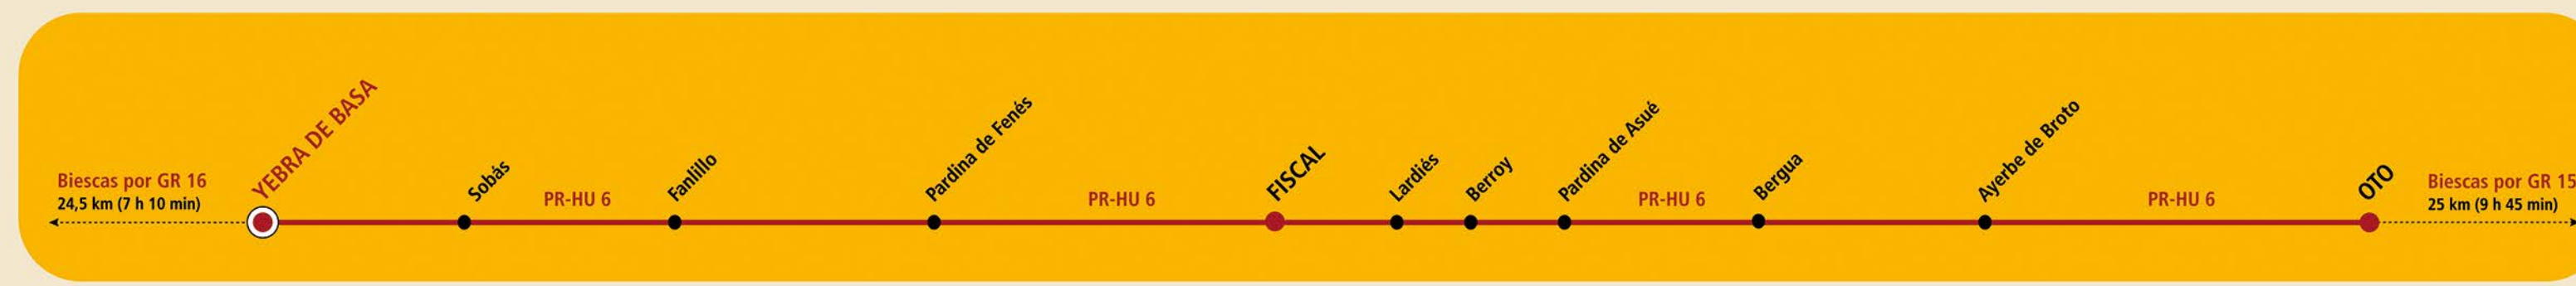 Biescas por GR 16
24,5 km (7 h 10 min)
YEBRA DE BASA
Sobás
PR-HU 6
Fanlillo
Pardina de Fenés
PR-HU 6
FISCAL
Lardiés
Berroy
Pardina de Asué
PR-HU 6
Bergua
Ayerbe de Broto
PR-HU 6
OTO
Biescas por GR 15
25 km (9 h 45 min)